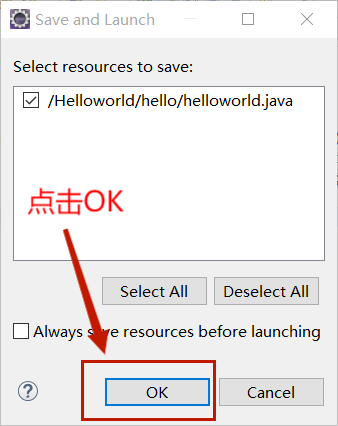 Save and Launch
Select resources to save:
/Helloworld/hello/helloworld.java
点击OK
Select All
Deselect All
Always save resources before launching
?
OK
Cancel